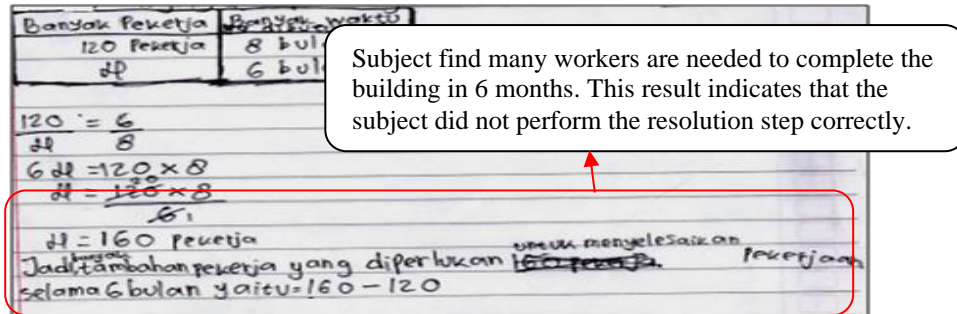 Banyak Pekerja Banyak waktu
120 Pekerja 8 bul
x 6 bul
Subject find many workers are needed to complete the
building in 6 months. This result indicates that the
subject did not perform the resolution step correctly.
120 = 6
x 8
6x = 120 × 8
x = 120 × 8
6
x = 160 pekerja
Jadi, banyak tambahan pekerja yang diperlukan untuk menyelesaikan pekerjaan
selama 6 bulan yaitu = 160 - 120